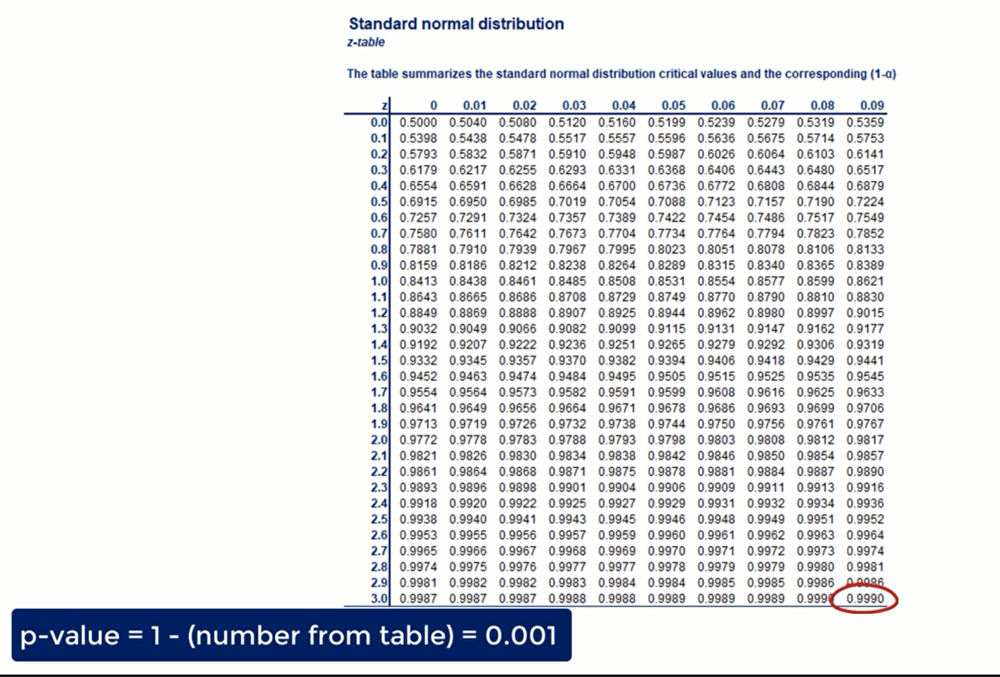 Standard normal distribution
z-table
The table summarizes the standard normal distribution critical values and the corresponding (1-α)
z 0 0.01 0.02 0.03 0.04 0.05 0.06 0.07 0.08 0.09
0.0 0.5000 0.5040 0.5080 0.5120 0.5160 0.5199 0.5239 0.5279 0.5319 0.5359
0.1 0.5398 0.5438 0.5478 0.5517 0.5557 0.5596 0.5636 0.5675 0.5714 0.5753
0.2 0.5793 0.5832 0.5871 0.5910 0.5948 0.5987 0.6026 0.6064 0.6103 0.6141
0.3 0.6179 0.6217 0.6255 0.6293 0.6331 0.6368 0.6406 0.6443 0.6480 0.6517
0.4 0.6554 0.6591 0.6628 0.6664 0.6700 0.6736 0.6772 0.6808 0.6844 0.6879
0.5 0.6915 0.6950 0.6985 0.7019 0.7054 0.7088 0.7123 0.7157 0.7190 0.7224
0.6 0.7257 0.7291 0.7324 0.7357 0.7389 0.7422 0.7454 0.7486 0.7517 0.7549
0.7 0.7580 0.7611 0.7642 0.7673 0.7704 0.7734 0.7764 0.7794 0.7823 0.7852
0.8 0.7881 0.7910 0.7939 0.7967 0.7995 0.8023 0.8051 0.8078 0.8106 0.8133
0.9 0.8159 0.8186 0.8212 0.8238 0.8264 0.8289 0.8315 0.8340 0.8365 0.8389
1.0 0.8413 0.8438 0.8461 0.8485 0.8508 0.8531 0.8554 0.8577 0.8599 0.8621
1.1 0.8643 0.8665 0.8686 0.8708 0.8729 0.8749 0.8770 0.8790 0.8810 0.8830
1.2 0.8849 0.8869 0.8888 0.8907 0.8925 0.8944 0.8962 0.8980 0.8997 0.9015
1.3 0.9032 0.9049 0.9066 0.9082 0.9099 0.9115 0.9131 0.9147 0.9162 0.9177
1.4 0.9192 0.9207 0.9222 0.9236 0.9251 0.9265 0.9279 0.9292 0.9306 0.9319
1.5 0.9332 0.9345 0.9357 0.9370 0.9382 0.9394 0.9406 0.9418 0.9429 0.9441
1.6 0.9452 0.9463 0.9474 0.9484 0.9495 0.9505 0.9515 0.9525 0.9535 0.9545
1.7 0.9554 0.9564 0.9573 0.9582 0.9591 0.9599 0.9608 0.9616 0.9625 0.9633
1.8 0.9641 0.9649 0.9656 0.9664 0.9671 0.9678 0.9686 0.9693 0.9699 0.9706
1.9 0.9713 0.9719 0.9726 0.9732 0.9738 0.9744 0.9750 0.9756 0.9761 0.9767
2.0 0.9772 0.9778 0.9783 0.9788 0.9793 0.9798 0.9803 0.9808 0.9812 0.9817
2.1 0.9821 0.9826 0.9830 0.9834 0.9838 0.9842 0.9846 0.9850 0.9854 0.9857
2.2 0.9861 0.9864 0.9868 0.9871 0.9875 0.9878 0.9881 0.9884 0.9887 0.9890
2.3 0.9893 0.9896 0.9898 0.9901 0.9904 0.9906 0.9909 0.9911 0.9913 0.9916
2.4 0.9918 0.9920 0.9922 0.9925 0.9927 0.9929 0.9931 0.9932 0.9934 0.9936
2.5 0.9938 0.9940 0.9941 0.9943 0.9945 0.9946 0.9948 0.9949 0.9951 0.9952
2.6 0.9953 0.9955 0.9956 0.9957 0.9959 0.9960 0.9961 0.9962 0.9963 0.9964
2.7 0.9965 0.9966 0.9967 0.9968 0.9969 0.9970 0.9971 0.9972 0.9973 0.9974
2.8 0.9974 0.9975 0.9976 0.9977 0.9977 0.9978 0.9979 0.9979 0.9980 0.9981
2.9 0.9981 0.9982 0.9982 0.9983 0.9984 0.9984 0.9985 0.9985 0.9986 0.9986
3.0 0.9987 0.9987 0.9987 0.9988 0.9988 0.9989 0.9989 0.9989 0.9990 0.9990
p-value = 1 - (number from table) = 0.001